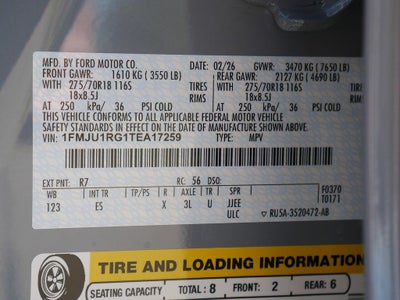 MFD. BY FORD MOTOR CO. DATE: 02/26 GVWR: 3470 KG (7650 LB)
FRONT GAWR: 1610 KG (3550 LB) REAR GAWR: 2127 KG (4690 LB)
WITH 275/70R18 116S TIRES WITH 275/70R18 116S TIRES
18x8.5J RIMS 18x8.5J RIMS
AT 250 kPa/ 36 PSI COLD AT 250 kPa/ 36 PSI COLD
THIS VEHICLE CONFORMS TO ALL APPLICABLE FEDERAL MOTOR VEHICLE
SAFETY STANDARDS IN EFFECT ON THE DATE OF MANUFACTURE SHOWN ABOVE.
VIN: 1FMJU1RG1TEA17259 TYPE: MPV
EXT PNT: R7 RC: 56 DSO: F0370
WB INT TR TP/PS R AXLE TR SPR T0171
123 ES X 3L U JJEE
ULC ▽ RU5A-3520472-AB
TIRE AND LOADING INFORMATION
SEATING CAPACITY TOTAL: 8 FRONT: 2 REAR: 6